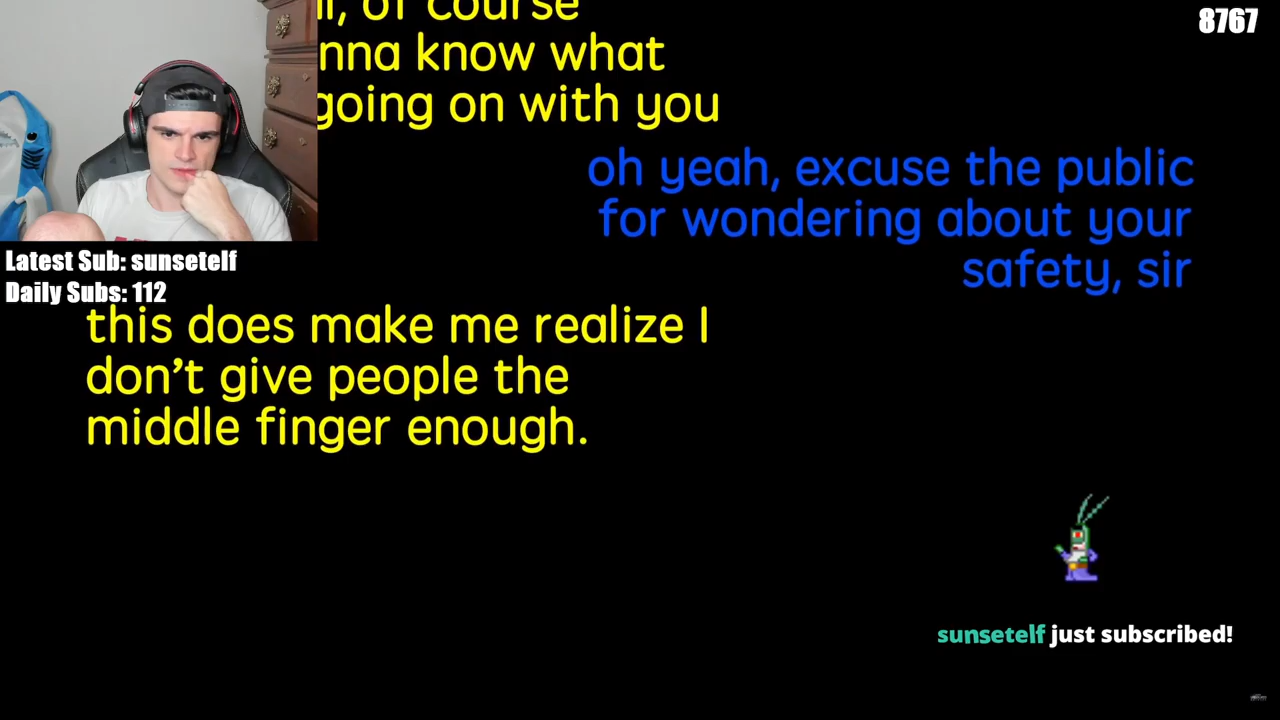 of course
8767
nna know what
going on with you
oh yeah, excuse the public
for wondering about your
safety, sir
Latest Sub: sunsetelf
Daily Subs: 112
this does make me realize I
don’t give people the
middle finger enough.
sunsetelf just subscribed!